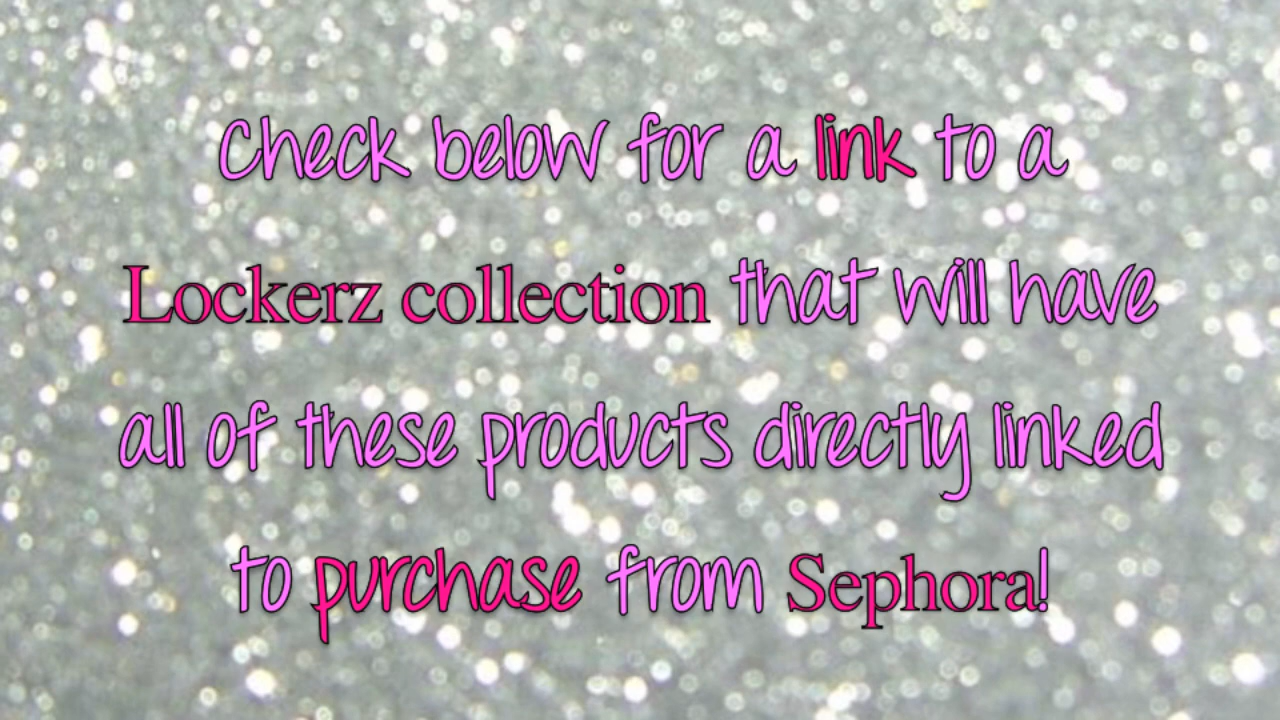 Check below for a link to a
Lockerz collection that will have
all of these products directly linked
to purchase from Sephora!